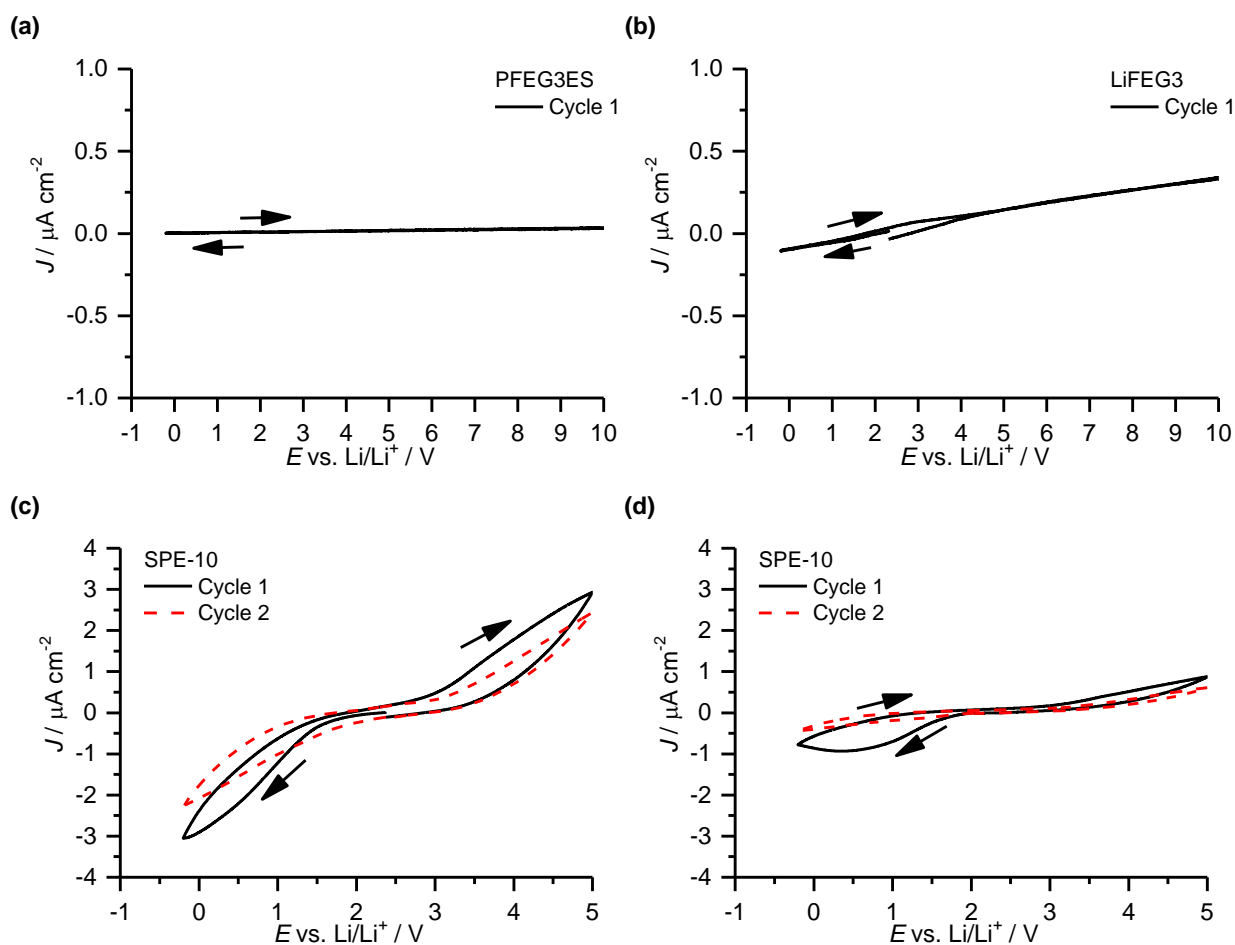 (a)
PFEG3ES
Cycle 1
1.0
0.5
0.0
-0.5
-1.0
J / μA cm⁻²
-1 0 1 2 3 4 5 6 7 8 9 10
E vs. Li/Li⁺ / V
(b)
LiFEG3
Cycle 1
1.0
0.5
0.0
-0.5
-1.0
J / μA cm⁻²
-1 0 1 2 3 4 5 6 7 8 9 10
E vs. Li/Li⁺ / V
(c)
SPE-10
Cycle 1
Cycle 2
4
3
2
1
0
-1
-2
-3
-4
J / μA cm⁻²
-1 0 1 2 3 4 5
E vs. Li/Li⁺ / V
(d)
SPE-10
Cycle 1
Cycle 2
4
3
2
1
0
-1
-2
-3
-4
J / μA cm⁻²
-1 0 1 2 3 4 5
E vs. Li/Li⁺ / V